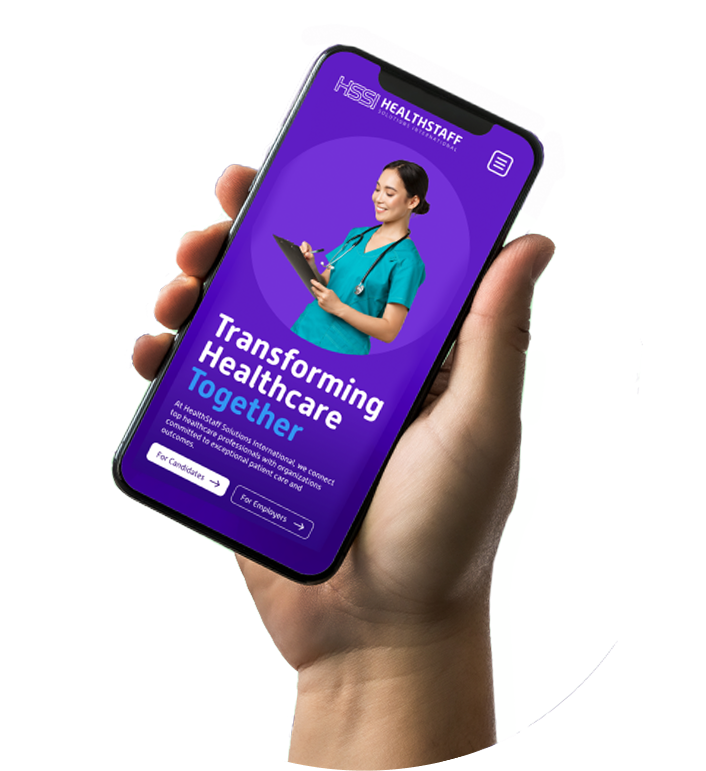 HSSI HEALTHSTAFF
SOLUTIONS INTERNATIONAL
Transforming
Healthcare
Together
At HealthStaff Solutions International, we connect
top healthcare professionals with organizations
committed to exceptional patient care and
outcomes.
For Candidates →
For Employers →